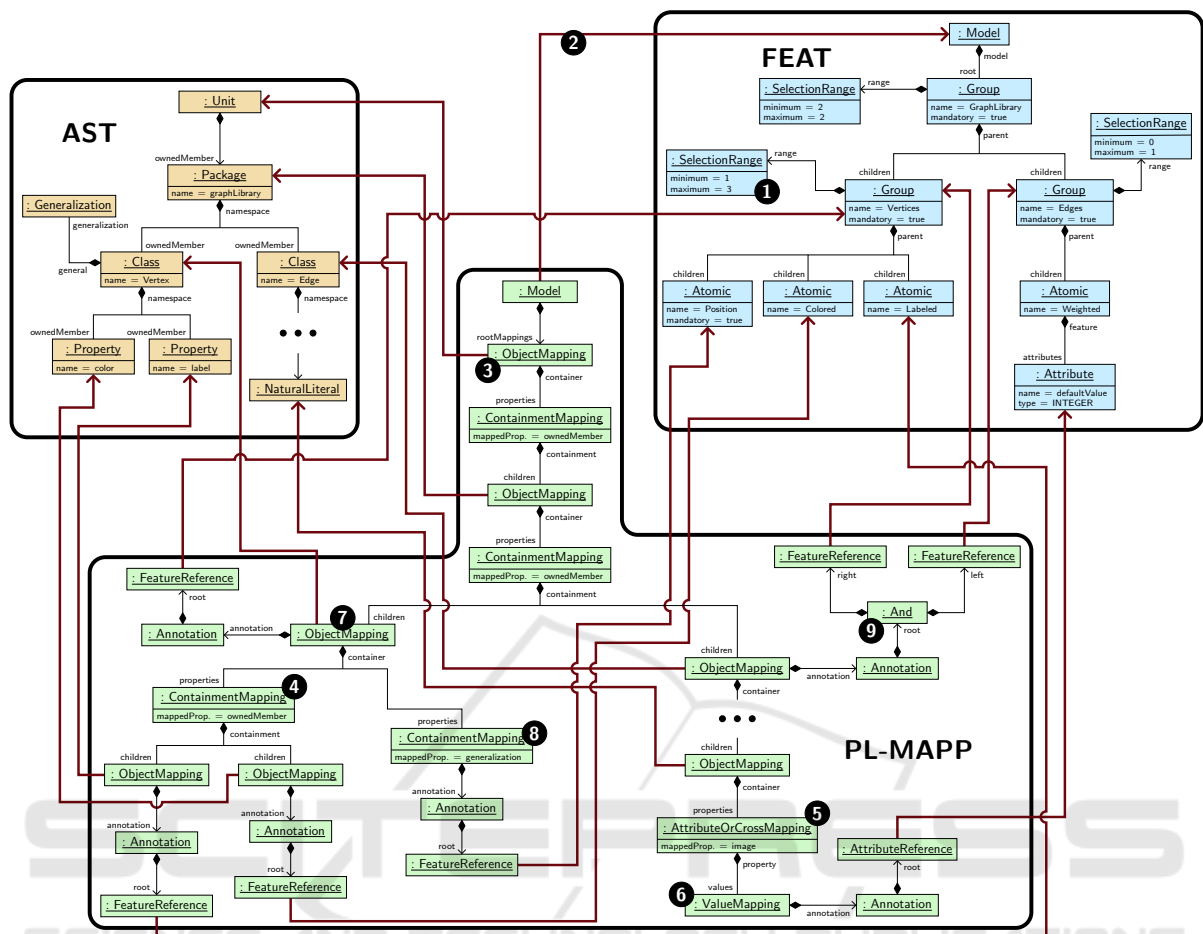 2
: Model
FEAT
model
root
: SelectionRange
minimum = 2
maximum = 2
range
: Group
name = GraphLibrary
mandatory = true
parent
: SelectionRange
minimum = 0
maximum = 1
range
: SelectionRange
minimum = 1
maximum = 3
1
range
children
: Group
name = Vertices
mandatory = true
parent
children
: Group
name = Edges
mandatory = true
parent
children
: Atomic
name = Position
mandatory = true
children
: Atomic
name = Colored
children
: Atomic
name = Labeled
children
: Atomic
name = Weighted
feature
attributes
: Attribute
name = defaultValue
type = INTEGER
AST
: Unit
ownedMember
: Package
name = graphLibrary
namespace
: Generalization
generalization
general
ownedMember
: Class
name = Vertex
namespace
ownedMember
: Class
name = Edge
namespace
ownedMember
: Property
name = color
ownedMember
: Property
name = label
: NaturalLiteral
: Model
rootMappings
: ObjectMapping
3
container
properties
: ContainmentMapping
mappedProp. = ownedMember
containment
children
: ObjectMapping
container
properties
: ContainmentMapping
mappedProp. = ownedMember
containment
: FeatureReference
root
: Annotation
annotation
7
children
: ObjectMapping
container
properties
: ContainmentMapping
4
mappedProp. = ownedMember
containment
properties
: ContainmentMapping
8
mappedProp. = generalization
children
: ObjectMapping
children
: ObjectMapping
annotation
: Annotation
annotation
: Annotation
annotation
: Annotation
root
: FeatureReference
root
: FeatureReference
root
: FeatureReference
: FeatureReference
right
: FeatureReference
left
: And
9
root
children
: ObjectMapping
annotation
: Annotation
container
PL-MAPP
children
: ObjectMapping
container
properties
: AttributeOrCrossMapping
5
mappedProp. = image
property
: AttributeReference
root
values
6
: ValueMapping
annotation
: Annotation
SCITEPRESS